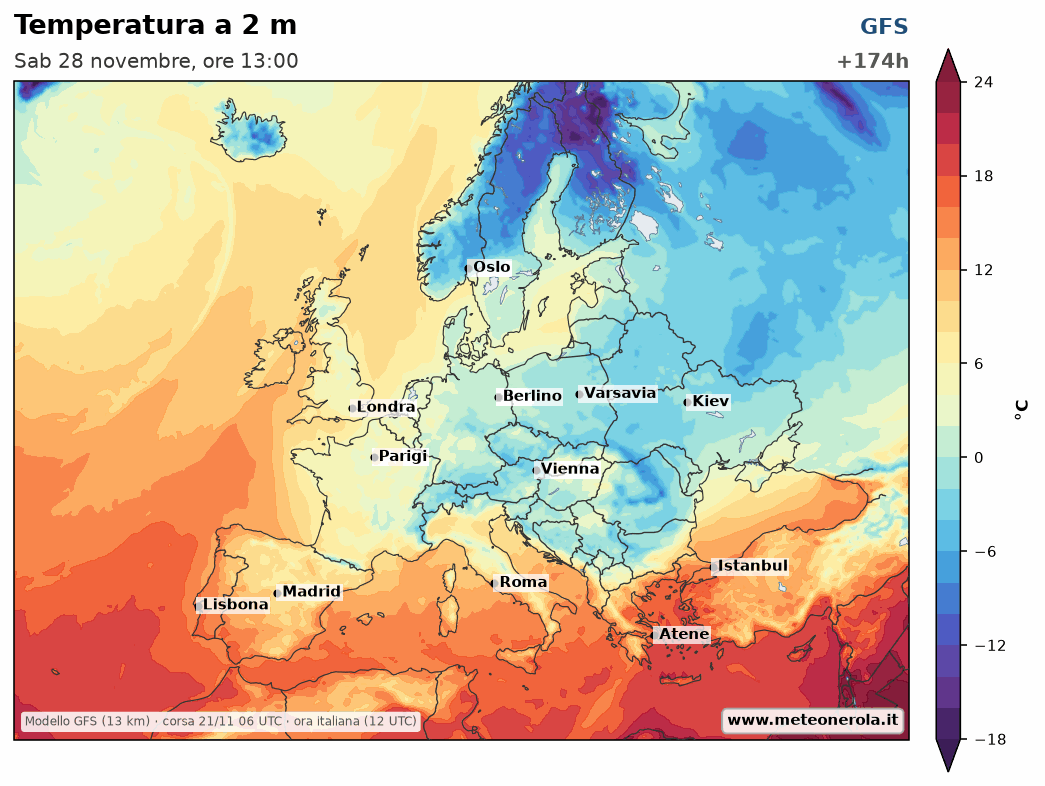 Temperatura a 2 m
GFS
Sab 28 novembre, ore 13:00
+174h
24
18
12
6
0
−6
−12
−18
°C
Oslo
Berlino
Varsavia
Kiev
Londra
Parigi
Vienna
Istanbul
Roma
Madrid
Lisbona
Atene
Modello GFS (13 km) · corsa 21/11 06 UTC · ora italiana (12 UTC)
www.meteonerola.it